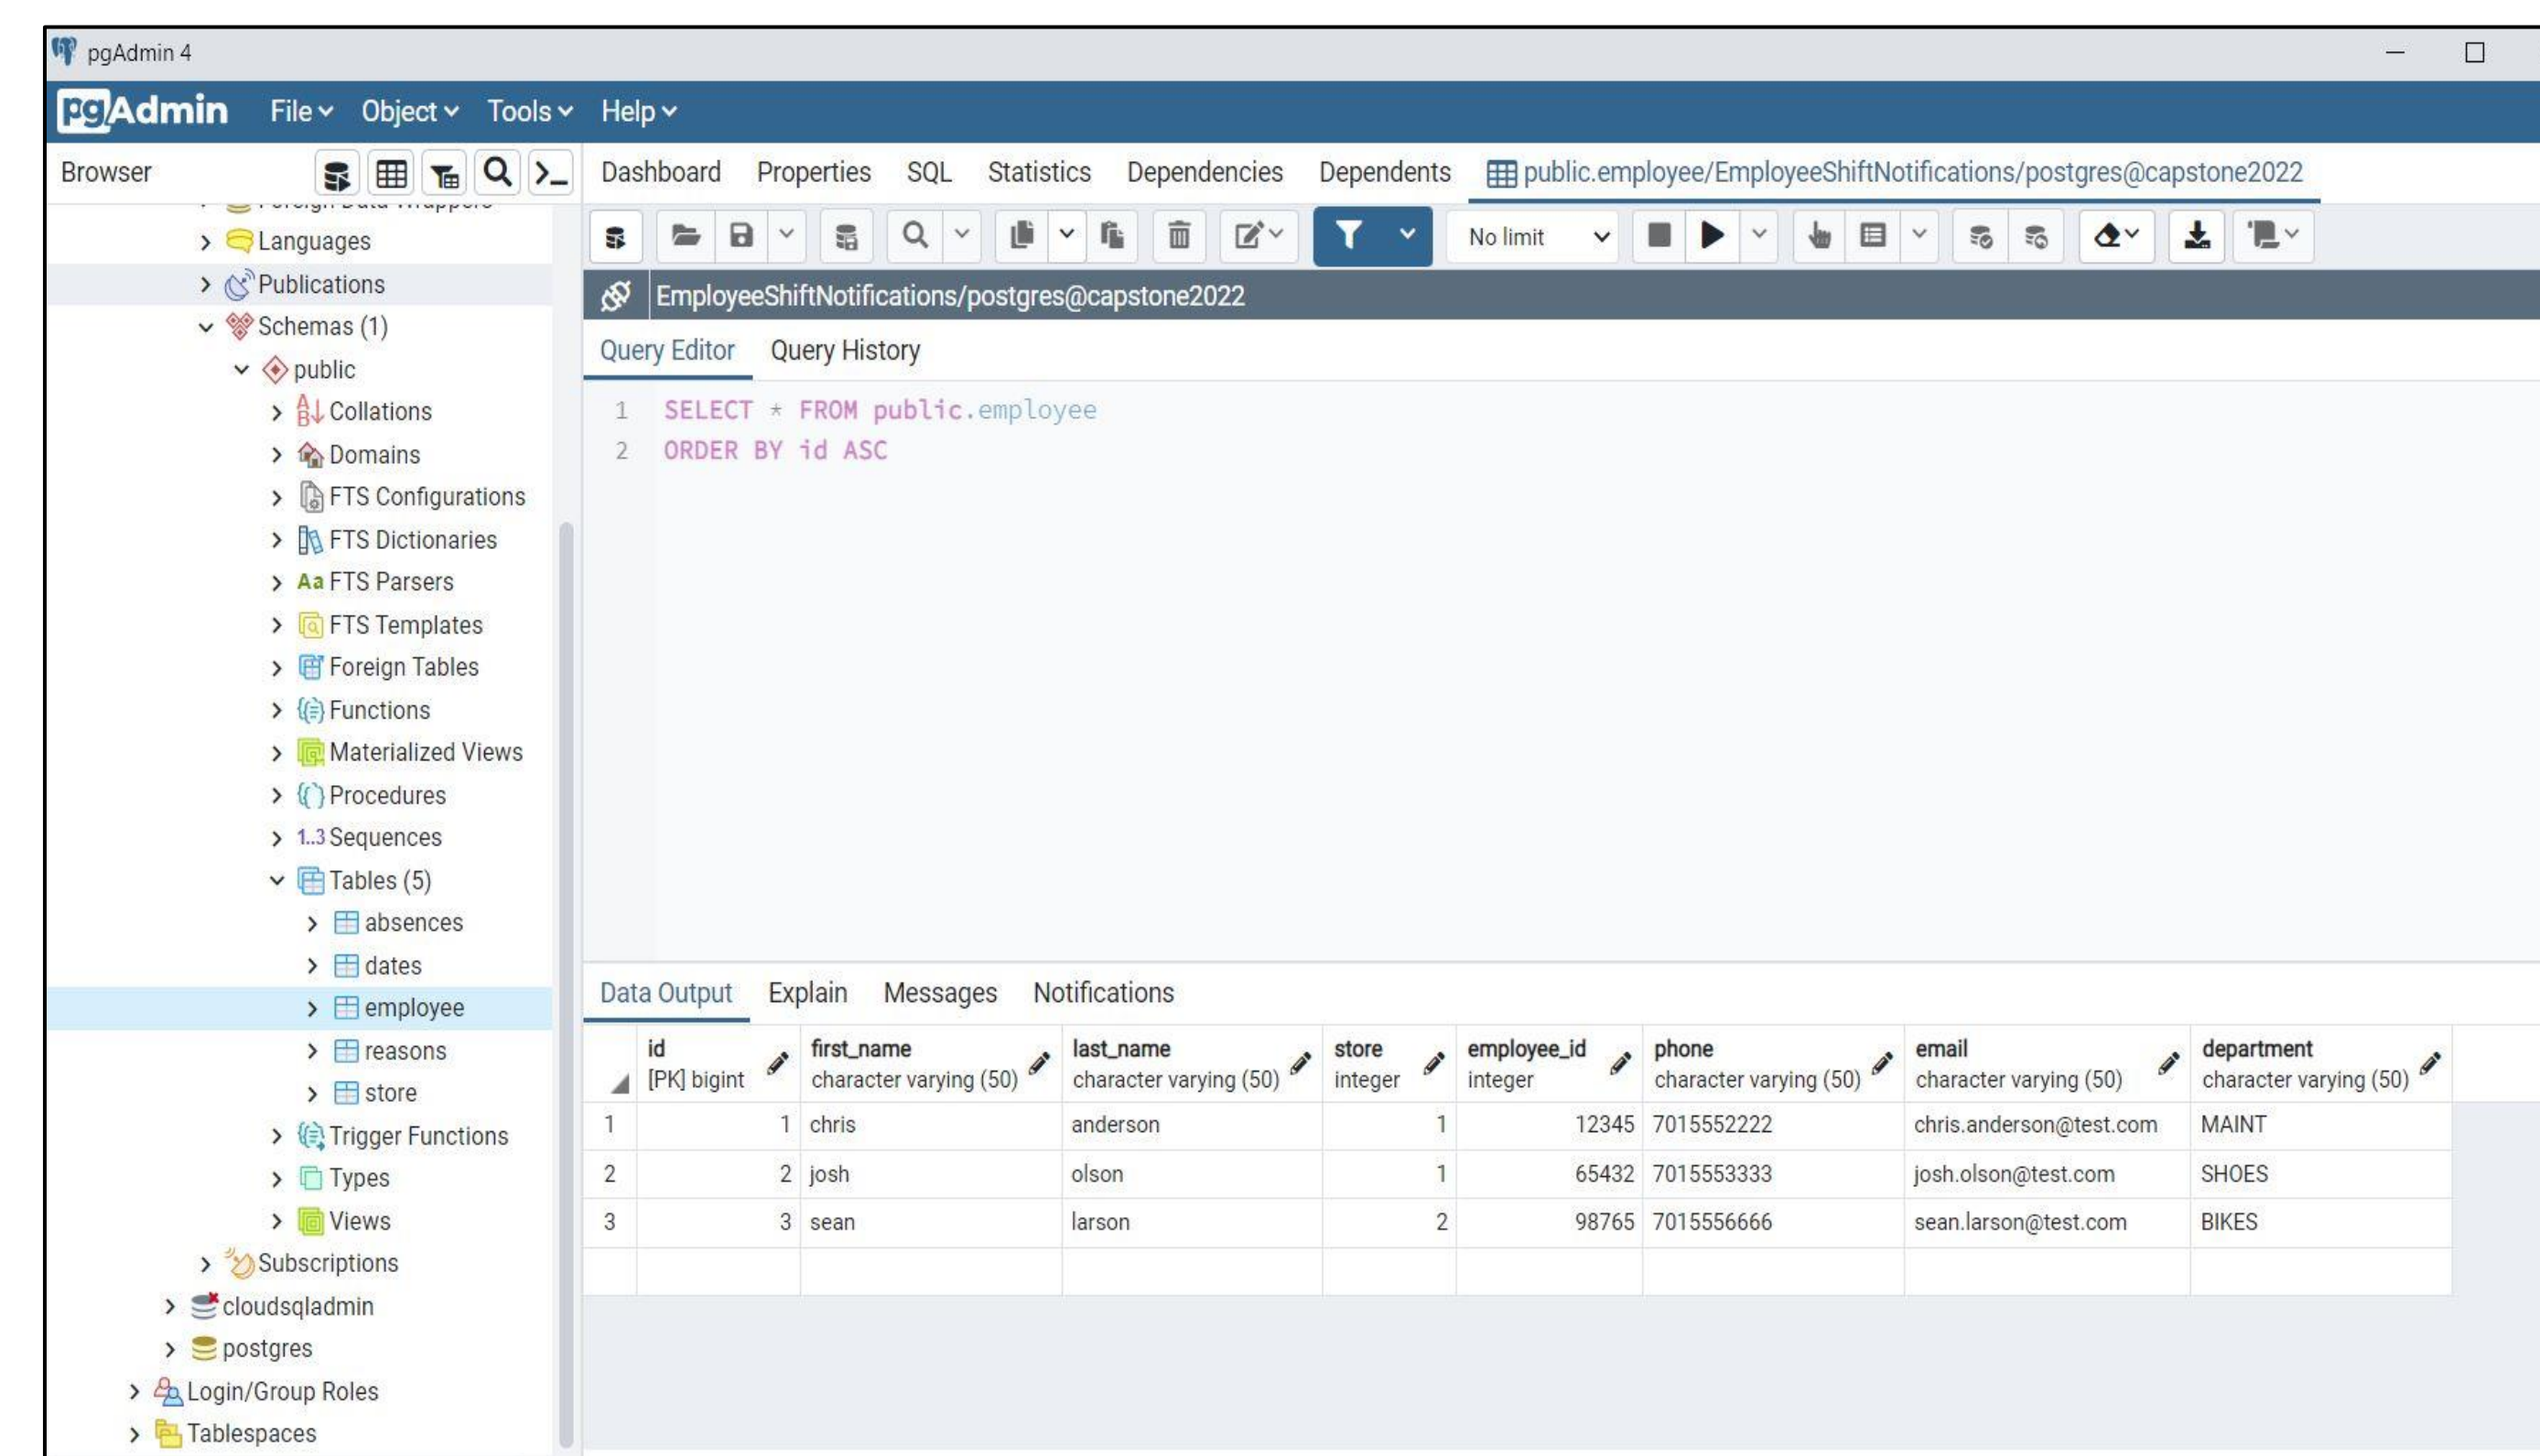 pgAdmin 4
pgAdmin File Object Tools Help
Browser
Dashboard Properties SQL Statistics Dependencies Dependents public.employee/EmployeeShiftNotifications/postgres@capstone2022
Foreign Data Wrappers
Languages
Publications
Schemas (1)
public
Collations
Domains
FTS Configurations
FTS Dictionaries
Aa FTS Parsers
FTS Templates
Foreign Tables
Functions
Materialized Views
Procedures
1..3 Sequences
Tables (5)
absences
dates
employee
reasons
store
Trigger Functions
Types
Views
Subscriptions
cloudsqladmin
postgres
Login/Group Roles
Tablespaces
No limit
EmployeeShiftNotifications/postgres@capstone2022
Query Editor Query History
1 SELECT * FROM public.employee
2 ORDER BY id ASC
Data Output Explain Messages Notifications
id first_name last_name store employee_id phone email department
[PK] bigint character varying (50) character varying (50) integer integer character varying (50) character varying (50) character varying (50)
1 1 chris anderson 1 12345 7015552222 chris.anderson@test.com MAINT
2 2 josh olson 1 65432 7015553333 josh.olson@test.com SHOES
3 3 sean larson 2 98765 7015556666 sean.larson@test.com BIKES